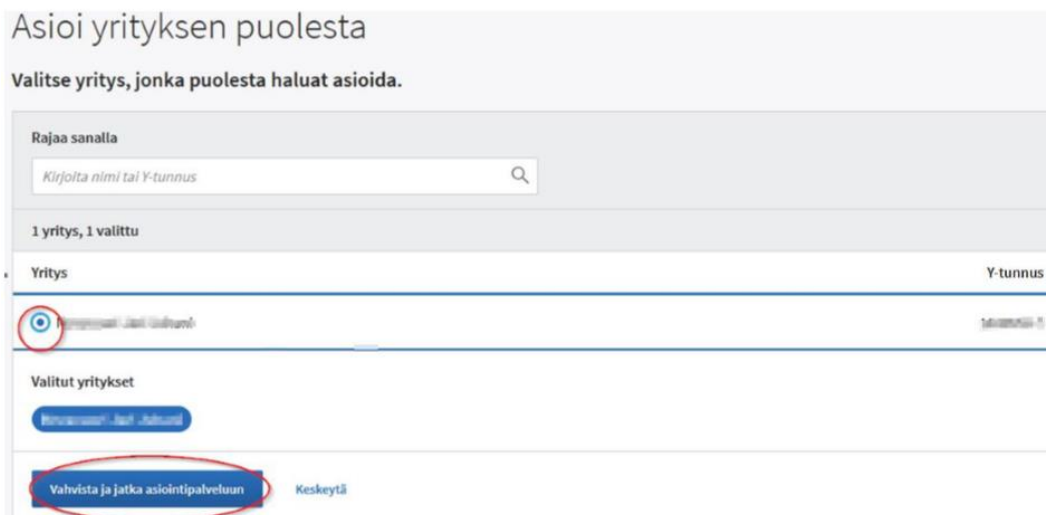 Asioi yrityksen puolesta
Valitse yritys, jonka puolesta haluat asioida.
Rajaa sanalla
Kirjoita nimi tai Y-tunnus
1 yritys, 1 valittu
Yritys Y-tunnus
Valitut yritykset
Vahvista ja jatka asiointipalveluun Keskeytä